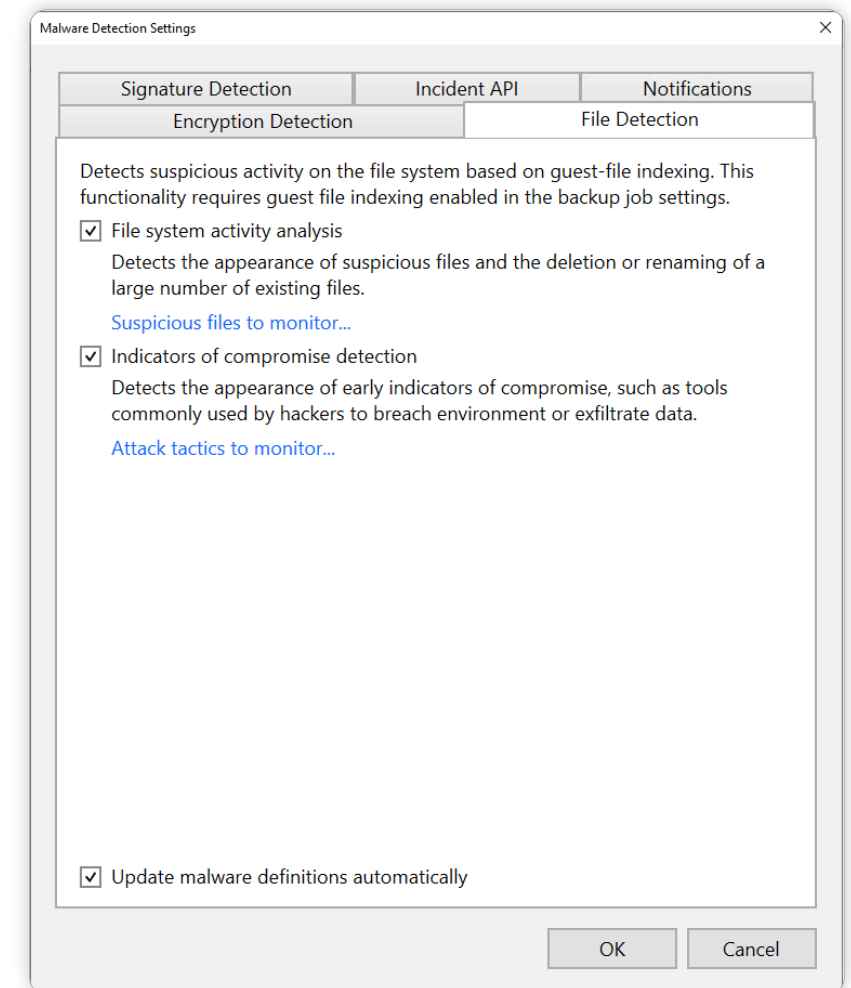 Malware Detection Settings
Signature Detection
Incident API
Notifications
Encryption Detection
File Detection
Detects suspicious activity on the file system based on guest-file indexing. This
functionality requires guest file indexing enabled in the backup job settings.
File system activity analysis
Detects the appearance of suspicious files and the deletion or renaming of a
large number of existing files.
Suspicious files to monitor...
Indicators of compromise detection
Detects the appearance of early indicators of compromise, such as tools
commonly used by hackers to breach environment or exfiltrate data.
Attack tactics to monitor...
Update malware definitions automatically
OK
Cancel